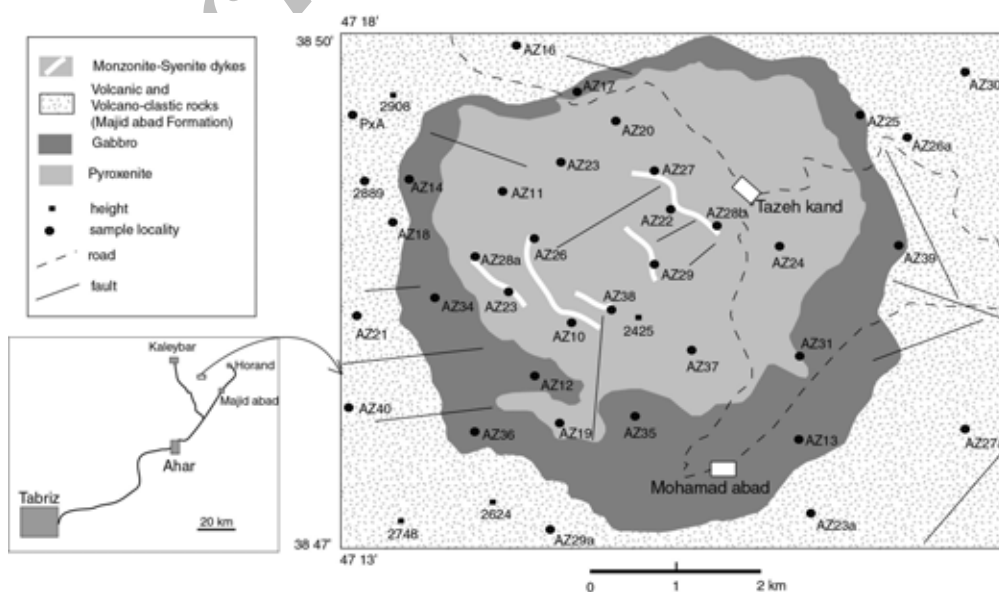 Monzonite-Syenite dykes
Volcanic and
Volcano-clastic rocks
(Majid abad Formation)
Gabbro
Pyroxenite
height
sample locality
road
fault
Kaleybar
Horand
Majid abad
Ahar
Tabriz
20 km
47 18'
38 50'
AZ16
AZ30
AZ17
2908
PxA
AZ20
AZ25
AZ26a
AZ23
AZ27
2889
AZ14
AZ11
Tazeh kand
AZ22
AZ28b
AZ18
AZ26
AZ24
AZ39
AZ28a
AZ29
AZ34
AZ23
AZ38
2425
AZ21
AZ10
AZ31
AZ37
AZ12
AZ40
AZ19
AZ35
AZ36
AZ13
Mohamad abad
2624
2748
AZ29a
AZ23a
38 47'
47 13'
0 1 2 km